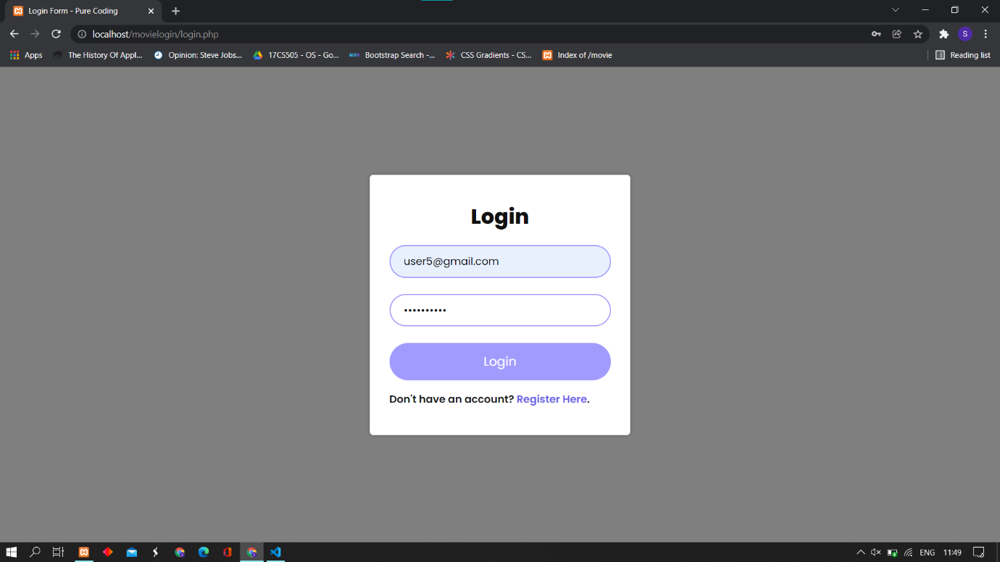 Login Form - Pure Coding
localhost/movielogin/login.php
S
Apps
The History Of Appl...
Opinion: Steve Jobs...
17CS505 - OS - Go...
MDB
Bootstrap Search -...
CSS Gradients - CS...
Index of /movie
Reading list
Login
user5@gmail.com
••••••••••
Login
Don't have an account? Register Here.
ENG
11:49